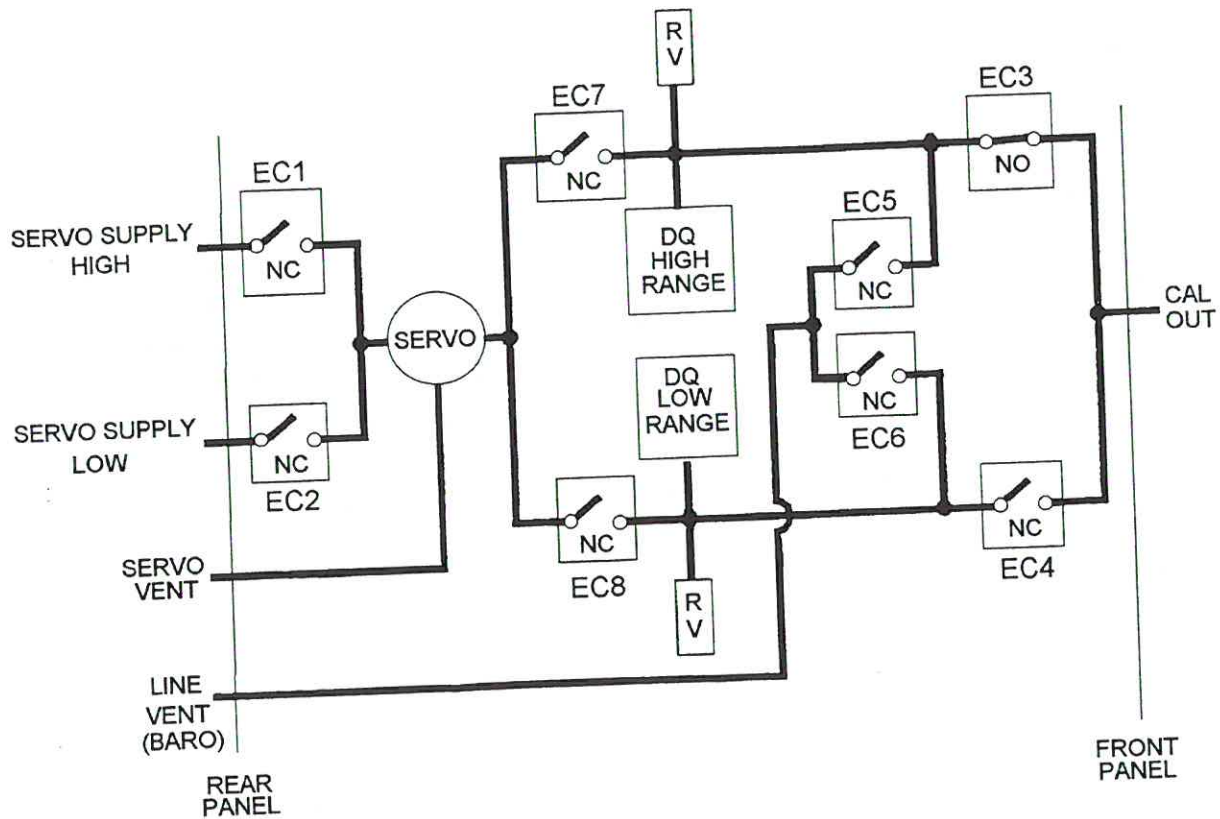 R
V
EC7
EC3
NC
NO
EC1
SERVO SUPPLY
HIGH
NC
DQ
HIGH
RANGE
EC5
NC
SERVO
CAL
OUT
DQ
LOW
RANGE
NC
EC6
SERVO SUPPLY
LOW
NC
EC2
NC
EC8
NC
EC4
SERVO
VENT
R
V
LINE
VENT
(BARO)
REAR
PANEL
FRONT
PANEL